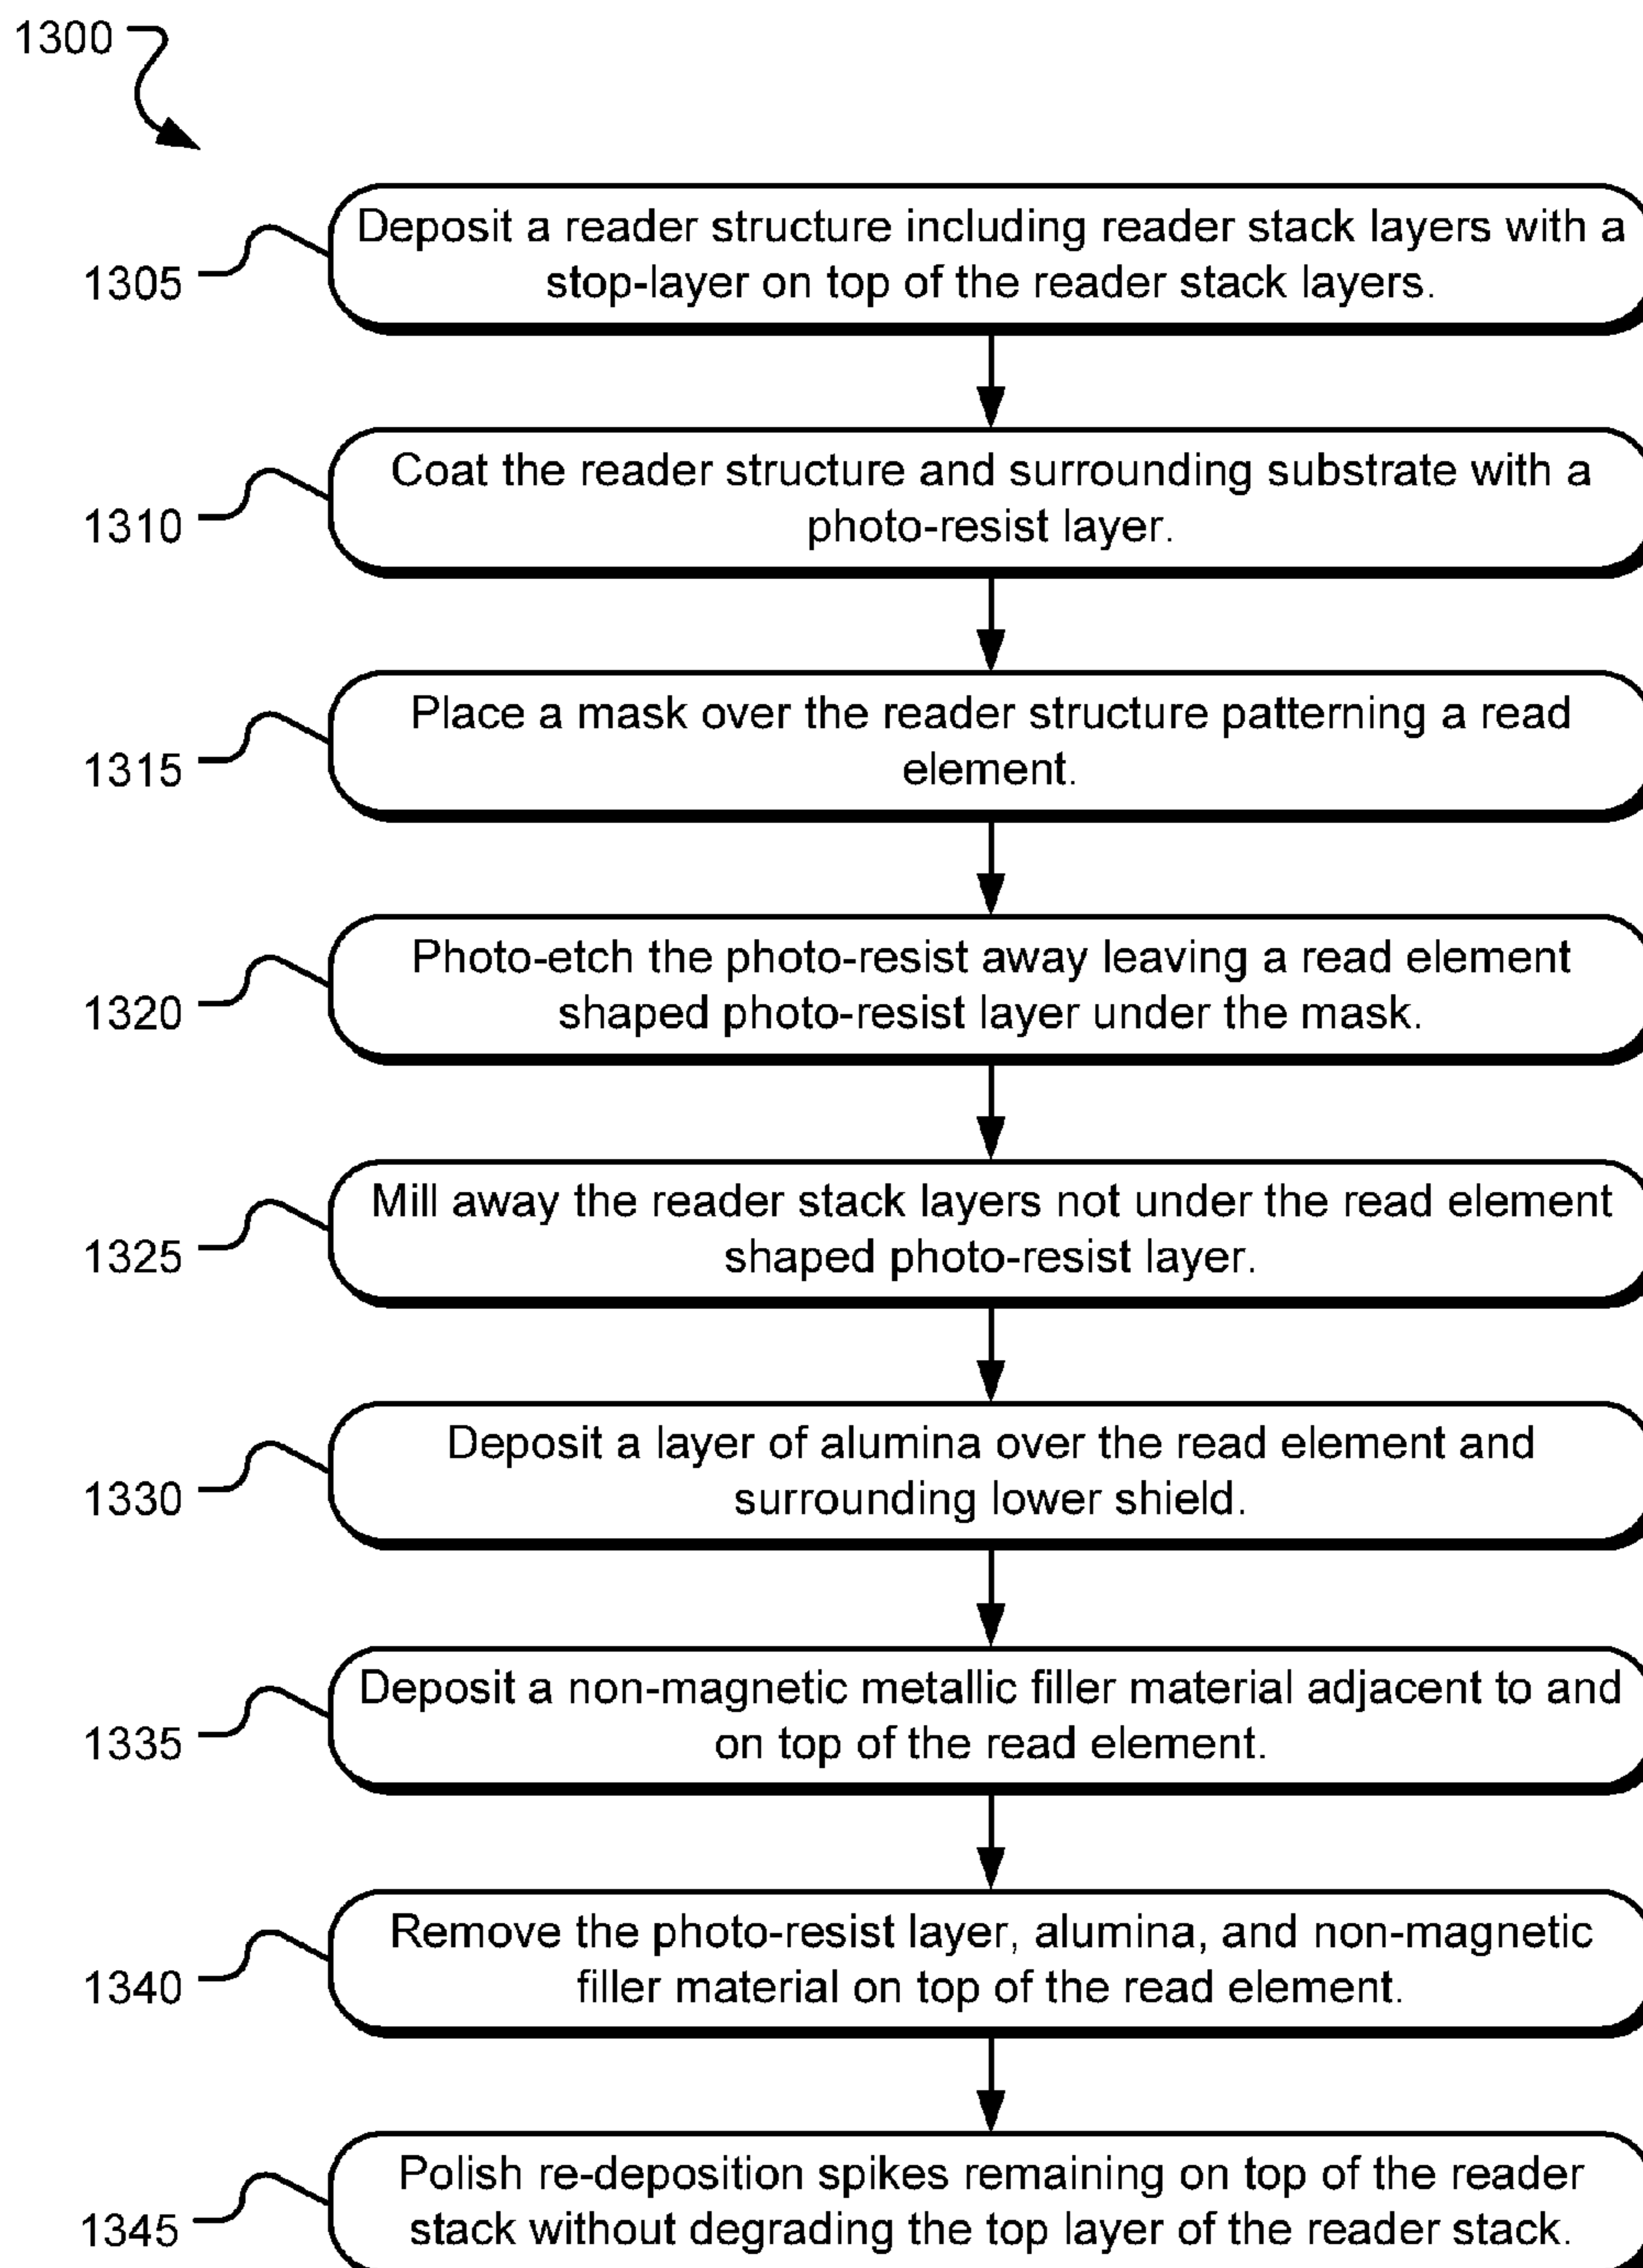 1300
Deposit a reader structure including reader stack layers with a
stop-layer on top of the reader stack layers.
1305
Coat the reader structure and surrounding substrate with a
photo-resist layer.
1310
Place a mask over the reader structure patterning a read
element.
1315
Photo-etch the photo-resist away leaving a read element
shaped photo-resist layer under the mask.
1320
Mill away the reader stack layers not under the read element
shaped photo-resist layer.
1325
Deposit a layer of alumina over the read element and
surrounding lower shield.
1330
Deposit a non-magnetic metallic filler material adjacent to and
on top of the read element.
1335
Remove the photo-resist layer, alumina, and non-magnetic
filler material on top of the read element.
1340
Polish re-deposition spikes remaining on top of the reader
stack without degrading the top layer of the reader stack.
1345